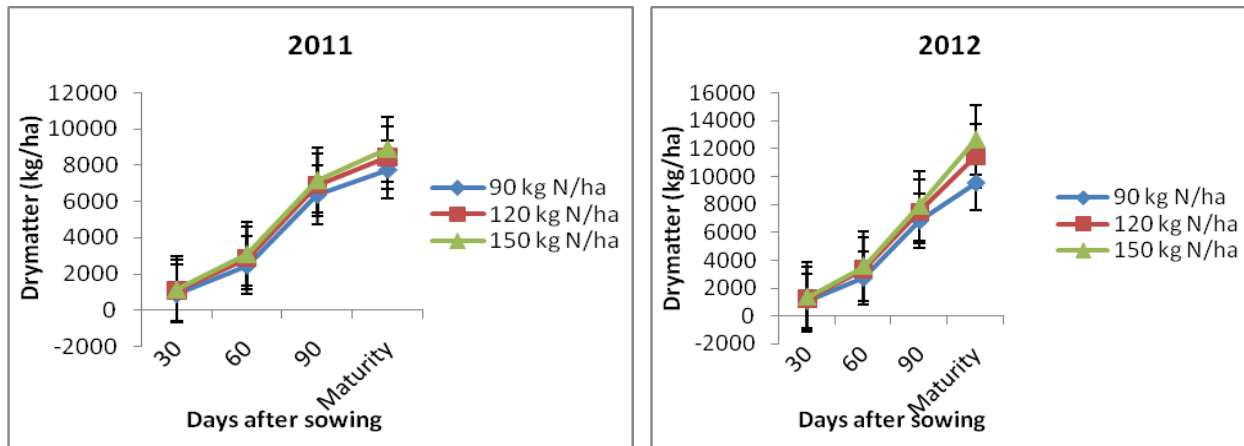 2011
Drymatter (kg/ha)
12000
10000
8000
6000
4000
2000
0
-2000
30
60
90
Maturity
Days after sowing
90 kg N/ha
120 kg N/ha
150 kg N/ha
2012
Drymatter (kg/ha)
16000
14000
12000
10000
8000
6000
4000
2000
0
-2000
30
60
90
Maturity
Days after sowing
90 kg N/ha
120 kg N/ha
150 kg N/ha